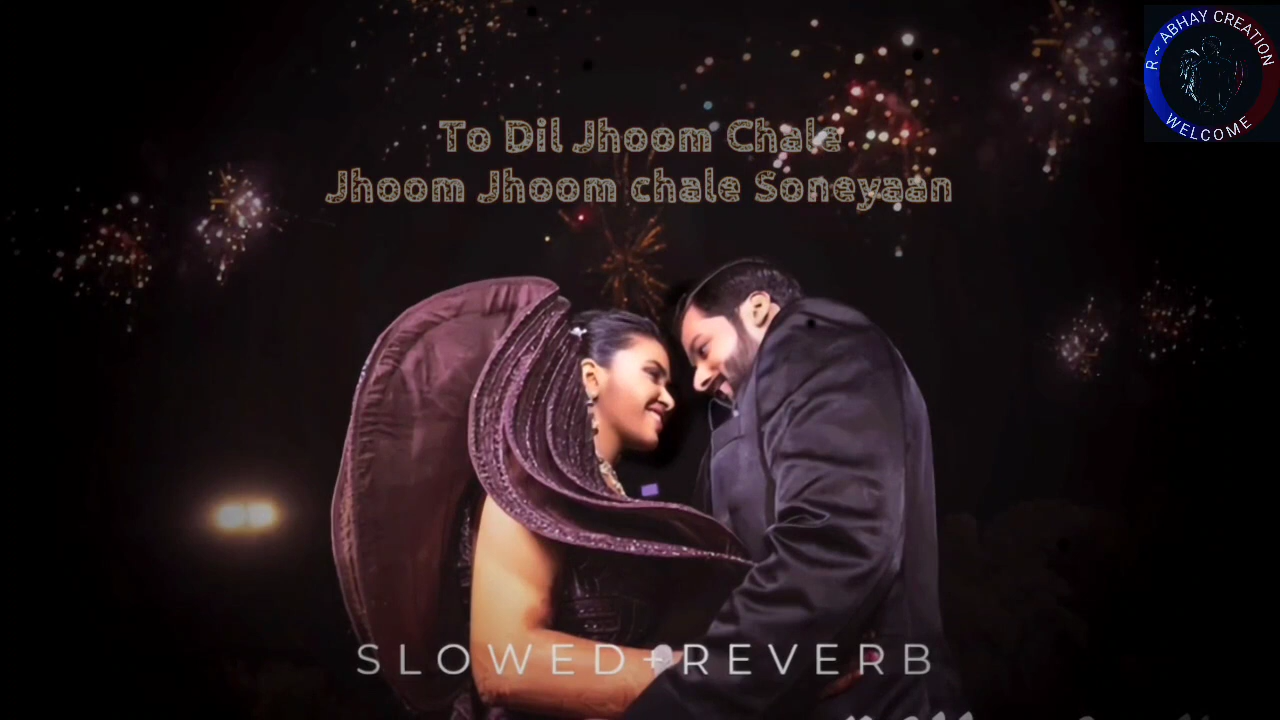 R ~ ABHAY CREATION
WELCOME
To Dil Jhoom Chale
Jhoom Jhoom chale Soneyaan
SLOWED+REVERB